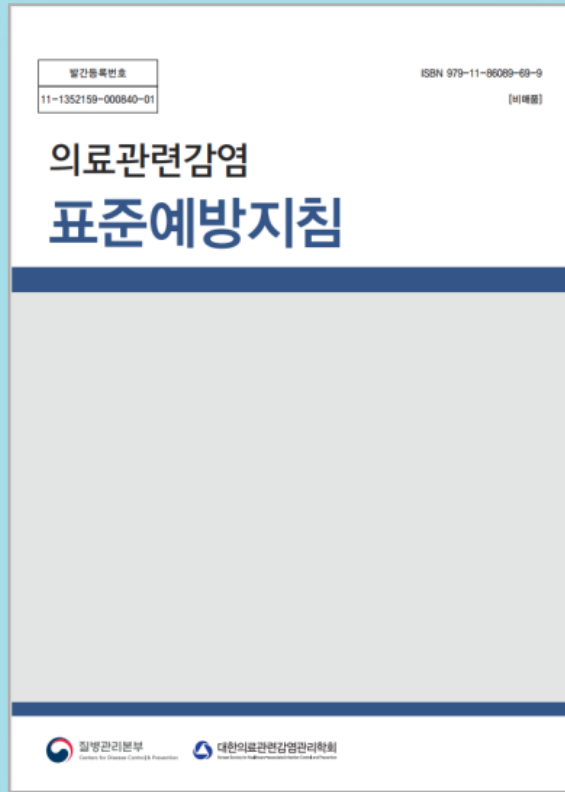 발간등록번호
11-1352159-000840-01
ISBN 979-11-86089-69-9
[비매품]
의료관련감염
표준예방지침
질병관리본부
Centers for Disease Control & Prevention
대한의료관련감염관리학회